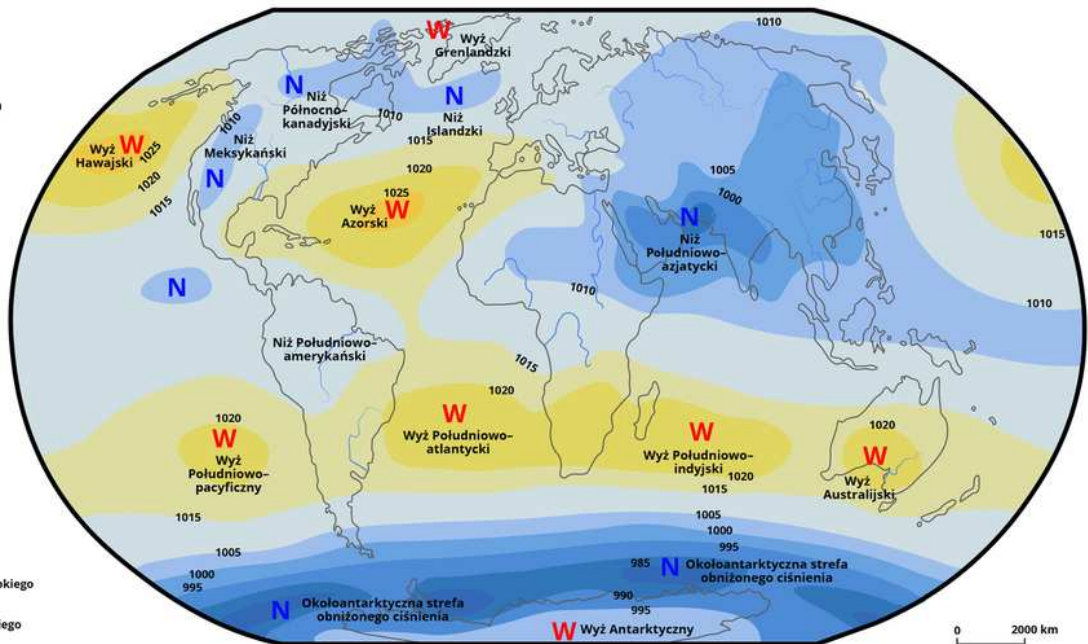 1010
W
Wyż
Grenlandzki
N
Niż
Północno–
kanadyjski
N
1010
Niż
Islandzki
1010
Niż
Meksykański
N
W
Wyż
Hawajski
1025
1020
1015
1015
1020
1025
Wyż
Azorski
W
1005
1000
N
Niż
Południowo–
azjatycki
1015
1010
N
1010
Niż Południowo–
amerykański
1015
1020
W
Wyż
Południowo–
pacyficzny
1020
W
Wyż Południowo–
atlantycki
W
Wyż Południowo–
indyjski
1020
1015
1020
W
Wyż
Australijski
1015
1005
1000
995
1005
1000
995
985
N
Okołoantarktyczna strefa
obniżonego ciśnienia
N
Okołoantarktyczna strefa
obniżonego ciśnienia
990
995
W
Wyż Antarktyczny
0
2000 km